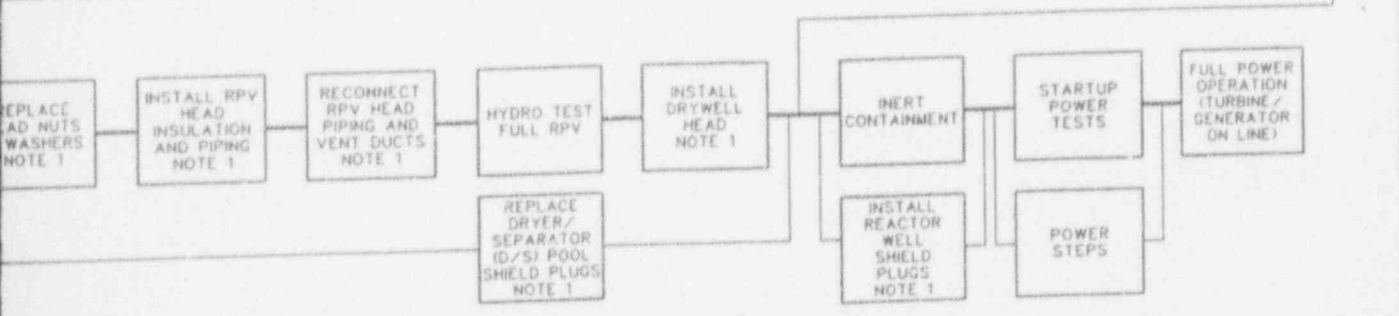 REPLACE
AD NUTS
WASHERS
NOTE 1
INSTALL RPV
HEAD
INSULATION
AND PIPING
NOTE 1
RECONNECT
RPV HEAD
PIPING AND
VENT DUCTS
NOTE 1
HYDRO TEST
FULL RPV
INSTALL
DRYWELL
HEAD
NOTE 1
INERT
CONTAINMENT
STARTUP
POWER
TESTS
FULL POWER
OPERATION
(TURBINE/
GENERATOR
ON LINE)
REPLACE
DRYER/
SEPARATOR
(D/S) POOL
SHIELD PLUGS
NOTE 1
INSTALL
REACTOR
WELL
SHIELD
PLUGS
NOTE 1
POWER
STEPS